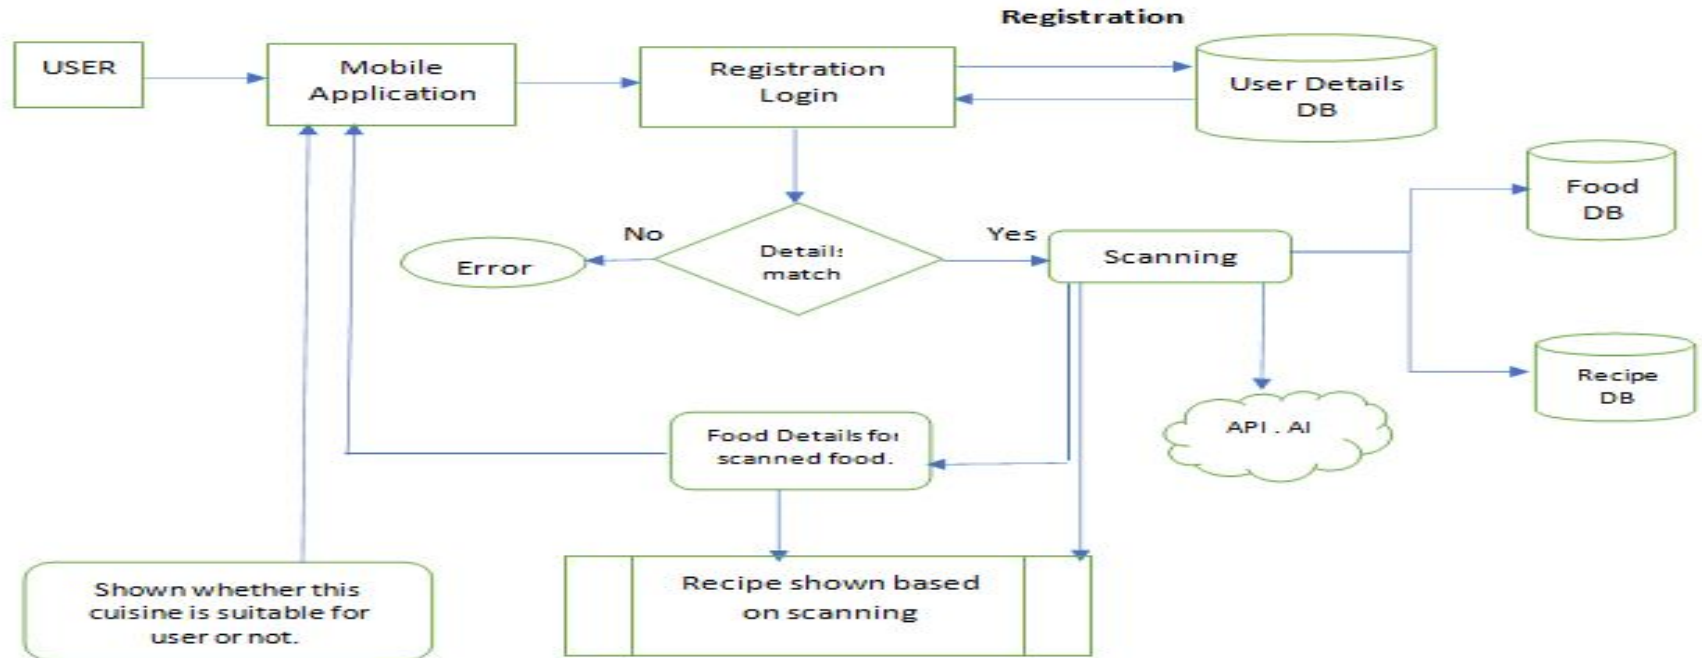 Registration
USER
Mobile
Application
Registration
Login
User Details
DB
Food
DB
No
Yes
Error
Details
match
Scanning
Recipe
DB
API . AI
Food Details for
scanned food.
Shown whether this
cuisine is suitable for
user or not.
Recipe shown based
on scanning